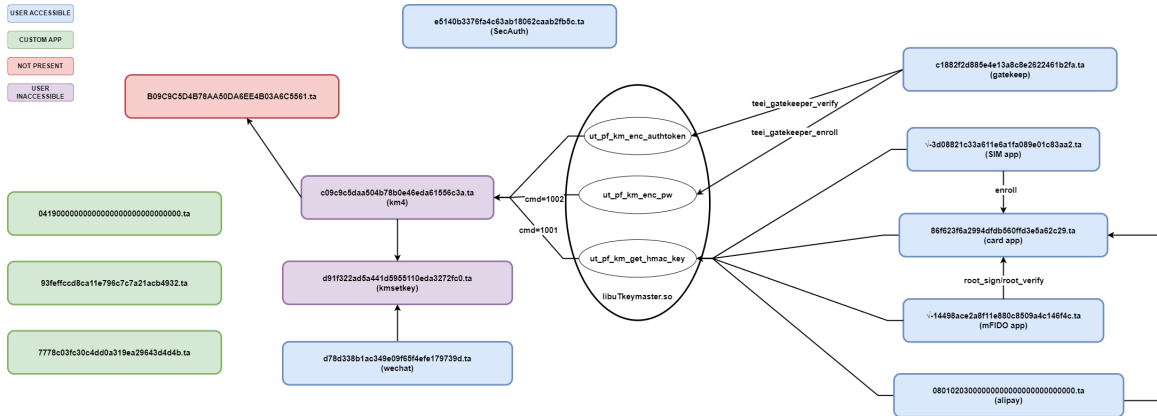 USER ACCESSIBLE
CUSTOM APP
NOT PRESENT
USER
INACCESSIBLE
e5140b3376fa4c63ab18062caab2fb5c.ta
(SecAuth)
c1882f2d885e4e13a8c8e2622461b2fa.ta
(gatekeep)
B09C9C5D4B78AA50DA6EE4B03A6C5561.ta
teei_gatekeeper_verify
teei_gatekeeper_enroll
ut_pf_km_enc_authtoken
√-3d08821c33a611e6a1fa089e01c83aa2.ta
(SIM app)
enroll
c09c9c5daa504b78b0e46eda61556c3a.ta
(km4)
cmd=1002
cmd=1001
ut_pf_km_enc_pw
041900000000000000000000000000.ta
86f623f6a2994dfdb560ffd3e5a62c29.ta
(card app)
ut_pf_km_get_hmac_key
d91f322ad5a441d5955110eda3272fc0.ta
(kmsetkey)
93feffccd8ca11e796c7c7a21acb4932.ta
root_sign/root_verify
libuTkeymaster.so
√-14498ace2a8f11e880c8509a4c146f4c.ta
(mFIDO app)
7778c03fc30c4dd0a319ea29643d4d4b.ta
d78d338b1ac349e09f65f4efe179739d.ta
(wechat)
08010203000000000000000000000000.ta
(alipay)